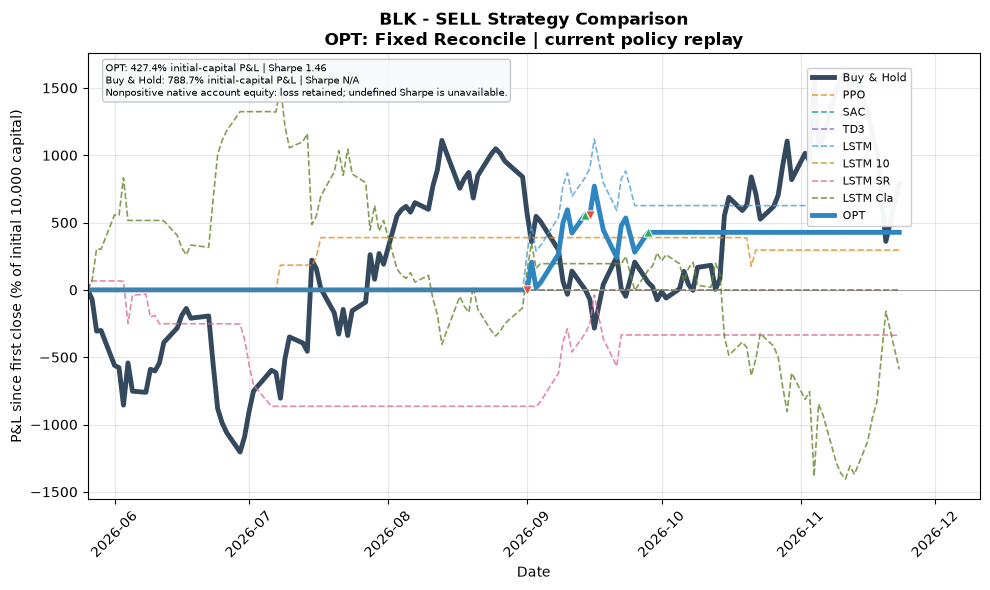 BLK - SELL Strategy Comparison
OPT: Fixed Reconcile | current policy replay
OPT: 427.4% initial-capital P&L | Sharpe 1.46
Buy & Hold: 788.7% initial-capital P&L | Sharpe N/A
Nonpositive native account equity: loss retained; undefined Sharpe is unavailable.
Buy & Hold
PPO
SAC
TD3
LSTM
LSTM 10
LSTM SR
LSTM Cla
OPT
P&L since first close (% of initial 10,000 capital)
1500
1000
500
0
−500
−1000
−1500
2026-06
2026-07
2026-08
2026-09
2026-10
2026-11
2026-12
Date